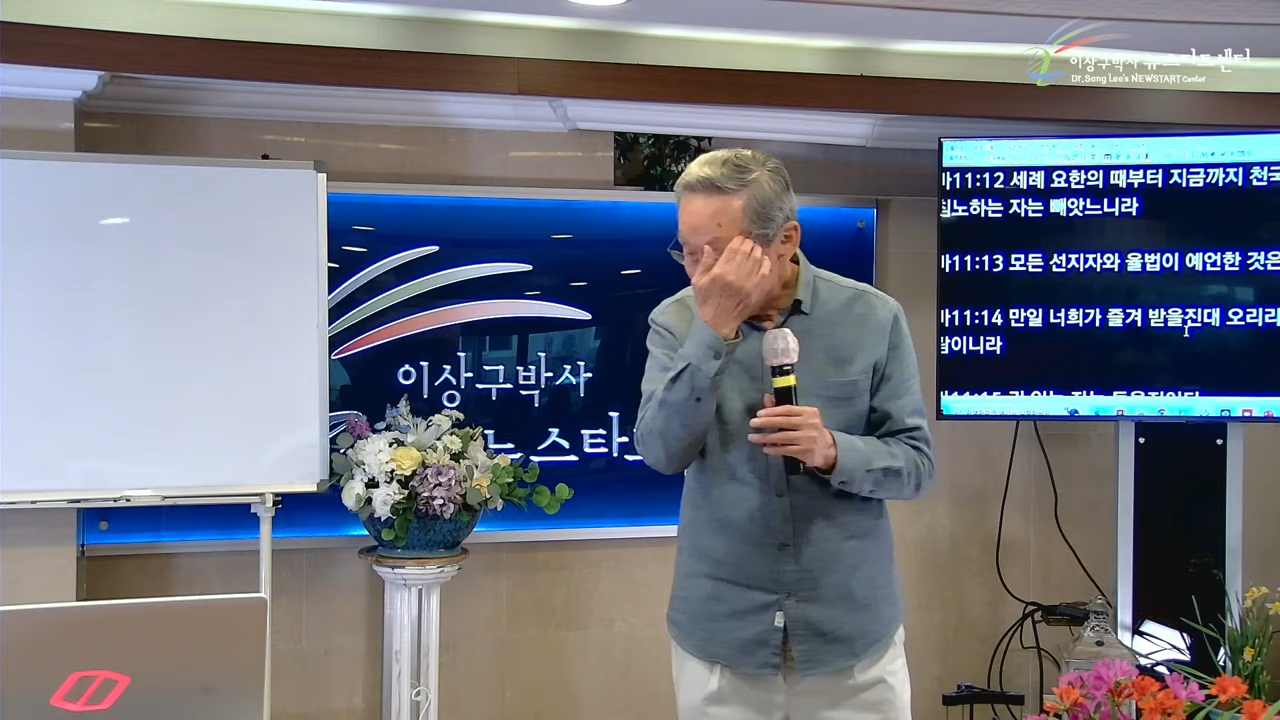 이상구박사 뉴스타트센터
Dr. Sang Lee's NEWSTART Center
이상구박사
뉴스타
마11:12 세례 요한의 때부터 지금까지 천국
침노하는 자는 빼앗느니라
마11:13 모든 선지자와 율법이 예언한 것은
마11:14 만일 너희가 즐겨 받을진대 오리라
람이니라